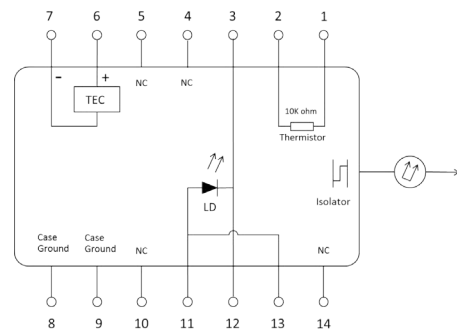 7 6 5 4 3 2 1
- +
NC NC
TEC
10K ohm
Thermistor
Isolator
LD
Case Ground
Case Ground
NC
NC
8 9 10 11 12 13 14